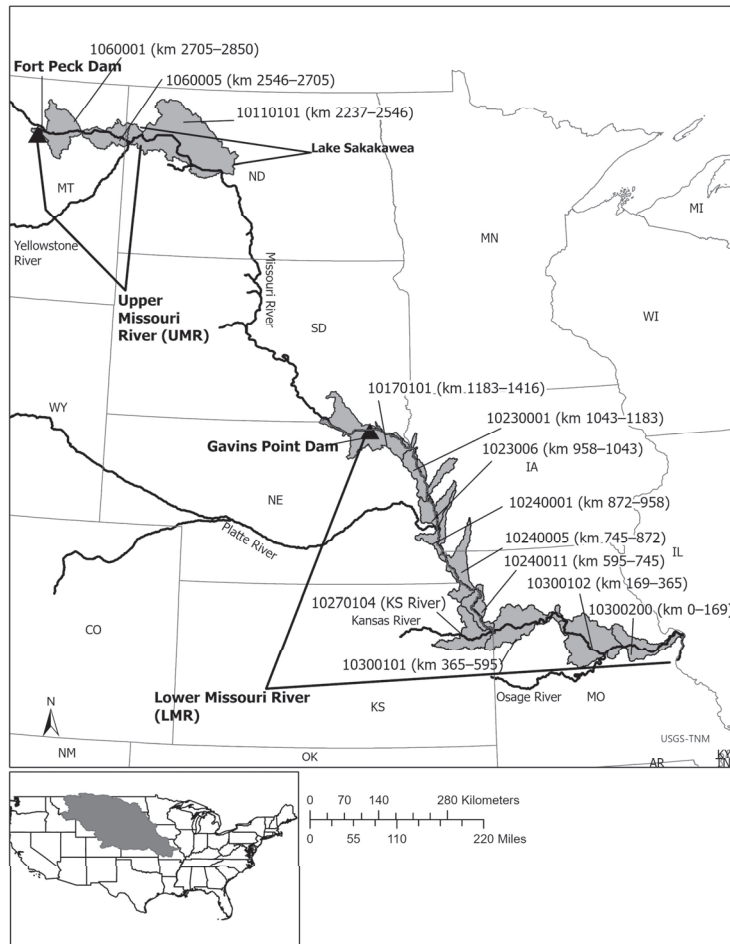 1060001 (km 2705–2850)
Fort Peck Dam
1060005 (km 2546–2705)
10110101 (km 2237–2546)
Lake Sakakawea
ND
MT
MI
Yellowstone
River
MN
Missouri River
Upper
Missouri
River (UMR)
WI
SD
10170101 (km 1183–1416)
WY
10230001 (km 1043–1183)
Gavins Point Dam
1023006 (km 958–1043)
IA
NE
10240001 (km 872–958)
Platte River
10240005 (km 745–872)
IL
10240011 (km 595–745)
10300102 (km 169–365)
10270104 (KS River)
10300200 (km 0–169)
Kansas River
CO
10300101 (km 365–595)
Lower Missouri River
(LMR)
Osage River
MO
KS
N
USGS-TNM
NM
OK
AR
KY
TN
0 70 140 280 Kilometers
0 55 110 220 Miles